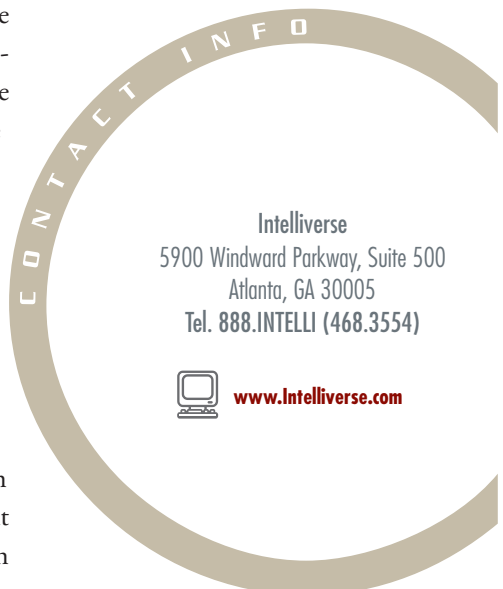 CONTACT INFO
Intelliverse
5900 Windward Parkway, Suite 500
Atlanta, GA 30005
Tel. 888.INTELLI (468.3554)
www.Intelliverse.com